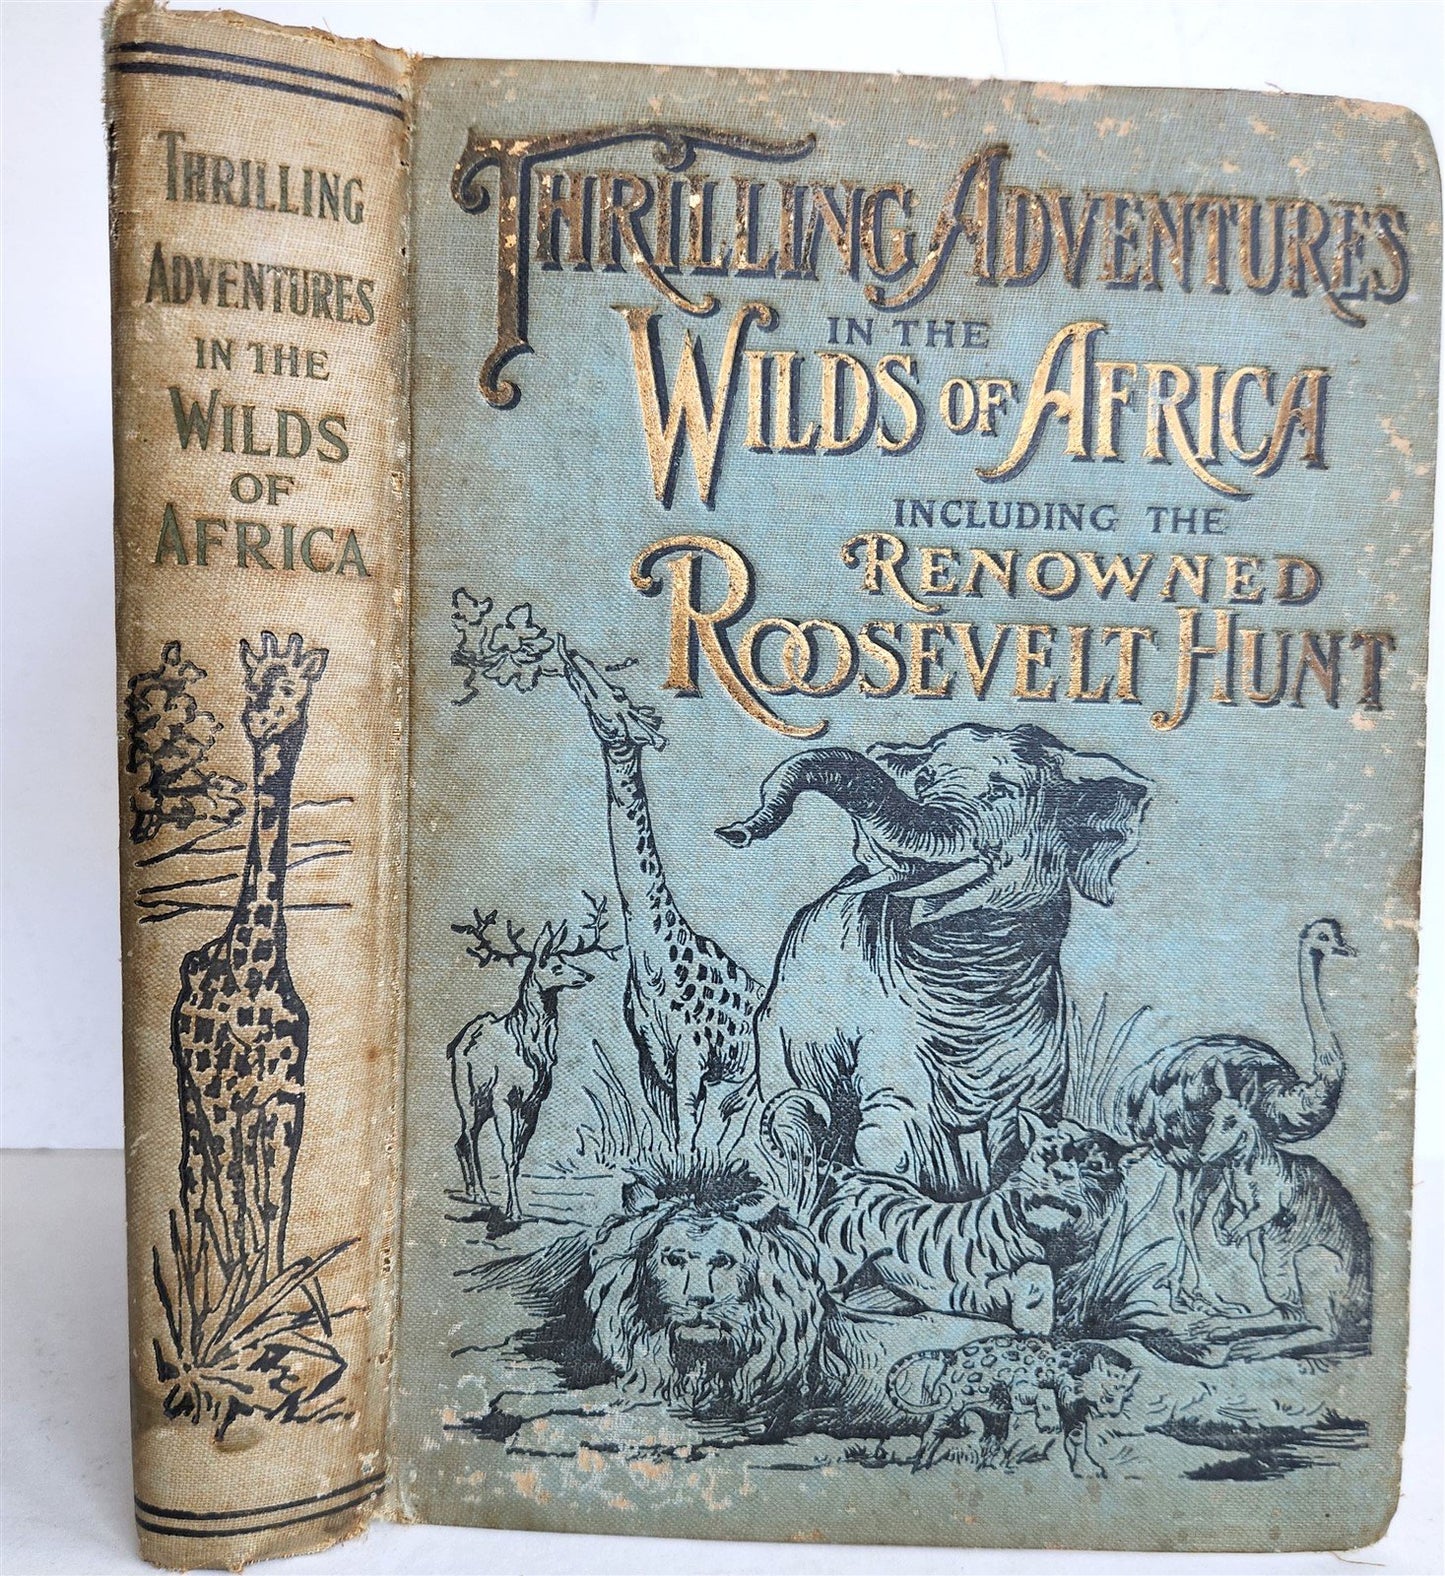 THRILLING
ADVENTURES
IN THE
WILDS
OF
AFRICA
THRILLING ADVENTURES
IN THE
WILDS OF AFRICA
INCLUDING THE
RENOWNED
ROOSEVELT HUNT